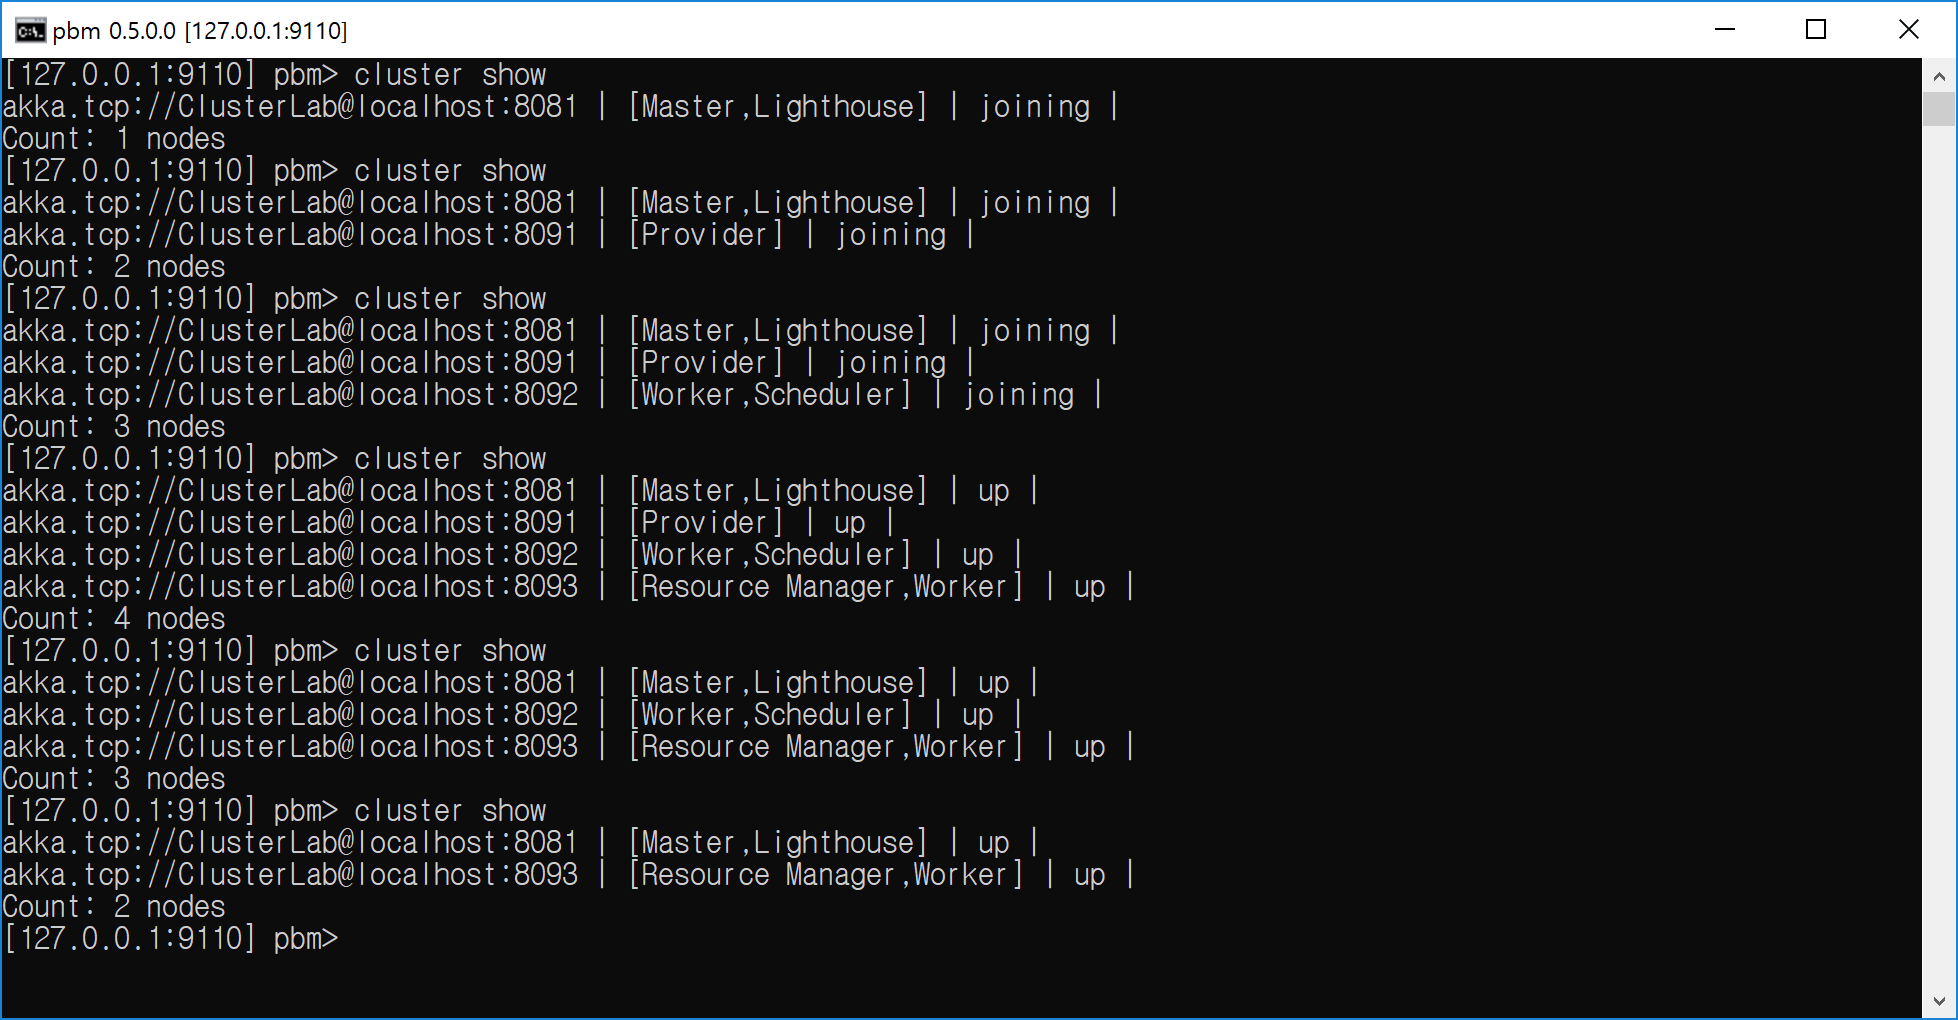 pbm 0.5.0.0 [127.0.0.1:9110]
[127.0.0.1:9110] pbm> cluster show
akka.tcp://ClusterLab@localhost:8081 | [Master,Lighthouse] | joining |
Count: 1 nodes
[127.0.0.1:9110] pbm> cluster show
akka.tcp://ClusterLab@localhost:8081 | [Master,Lighthouse] | joining |
akka.tcp://ClusterLab@localhost:8091 | [Provider] | joining |
Count: 2 nodes
[127.0.0.1:9110] pbm> cluster show
akka.tcp://ClusterLab@localhost:8081 | [Master,Lighthouse] | joining |
akka.tcp://ClusterLab@localhost:8091 | [Provider] | joining |
akka.tcp://ClusterLab@localhost:8092 | [Worker,Scheduler] | joining |
Count: 3 nodes
[127.0.0.1:9110] pbm> cluster show
akka.tcp://ClusterLab@localhost:8081 | [Master,Lighthouse] | up |
akka.tcp://ClusterLab@localhost:8091 | [Provider] | up |
akka.tcp://ClusterLab@localhost:8092 | [Worker,Scheduler] | up |
akka.tcp://ClusterLab@localhost:8093 | [Resource Manager,Worker] | up |
Count: 4 nodes
[127.0.0.1:9110] pbm> cluster show
akka.tcp://ClusterLab@localhost:8081 | [Master,Lighthouse] | up |
akka.tcp://ClusterLab@localhost:8092 | [Worker,Scheduler] | up |
akka.tcp://ClusterLab@localhost:8093 | [Resource Manager,Worker] | up |
Count: 3 nodes
[127.0.0.1:9110] pbm> cluster show
akka.tcp://ClusterLab@localhost:8081 | [Master,Lighthouse] | up |
akka.tcp://ClusterLab@localhost:8093 | [Resource Manager,Worker] | up |
Count: 2 nodes
[127.0.0.1:9110] pbm>